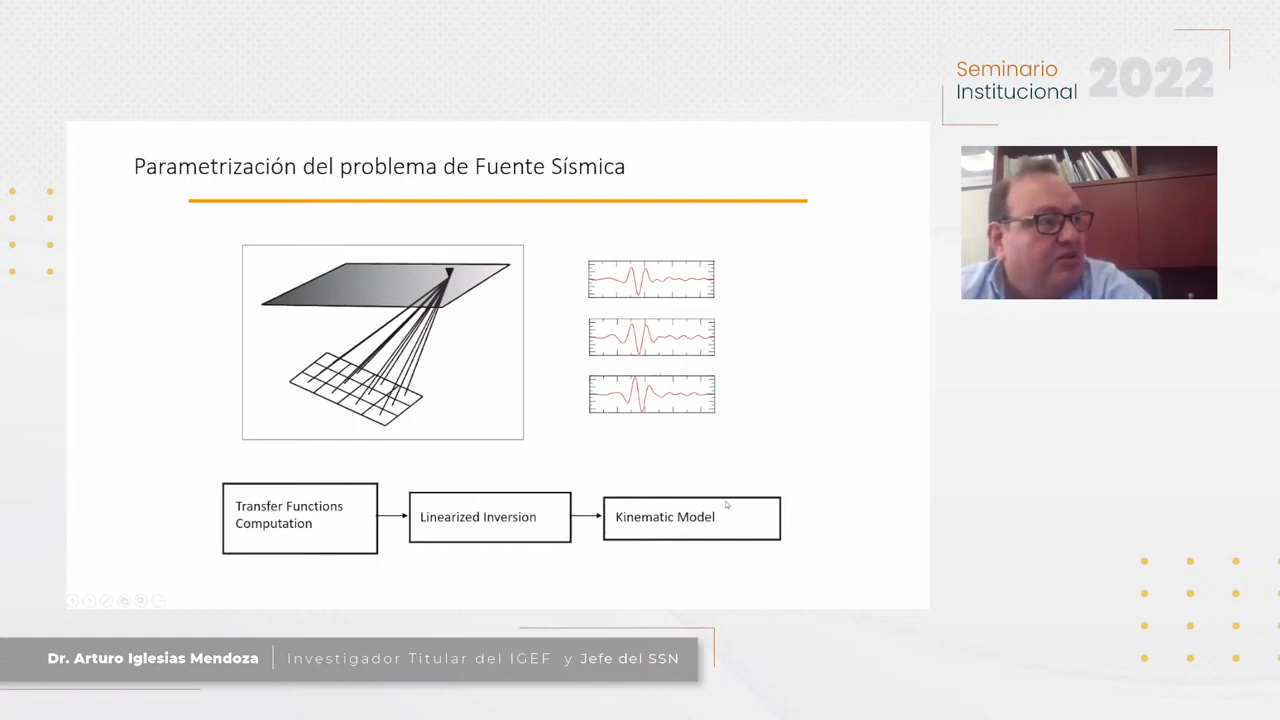 Seminario
Institucional
2022
Parametrización del problema de Fuente Sísmica
Transfer Functions
Computation
Linearized Inversion
Kinematic Model
Dr. Arturo Iglesias Mendoza
Investigador Titular del IGEF y Jefe del SSN